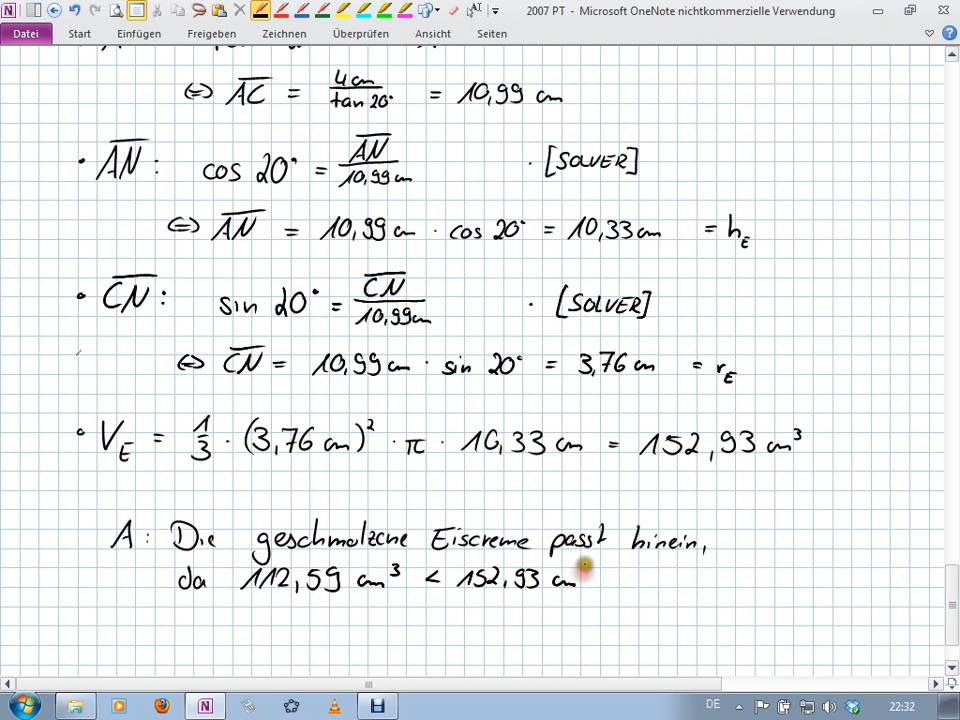 2007 PT - Microsoft OneNote nichtkommerzielle Verwendung
Datei Start Einfügen Freigeben Zeichnen Überprüfen Ansicht Seiten
⇔ AC = 4cm / tan 20° = 10,99 cm
• AN : cos 20° = AN / 10,99 cm · [SOLVER]
⇔ AN = 10,99 cm · cos 20° = 10,33 cm = hE
• CN : sin 20° = CN / 10,99 cm · [SOLVER]
⇔ CN = 10,99 cm · sin 20° = 3,76 cm = rE
• VE = 1/3 · (3,76 cm)² · π · 10,33 cm = 152,93 cm³
A : Die geschmolzene Eiscreme passt hinein,
da 112,59 cm³ < 152,93 cm
DE 22:32